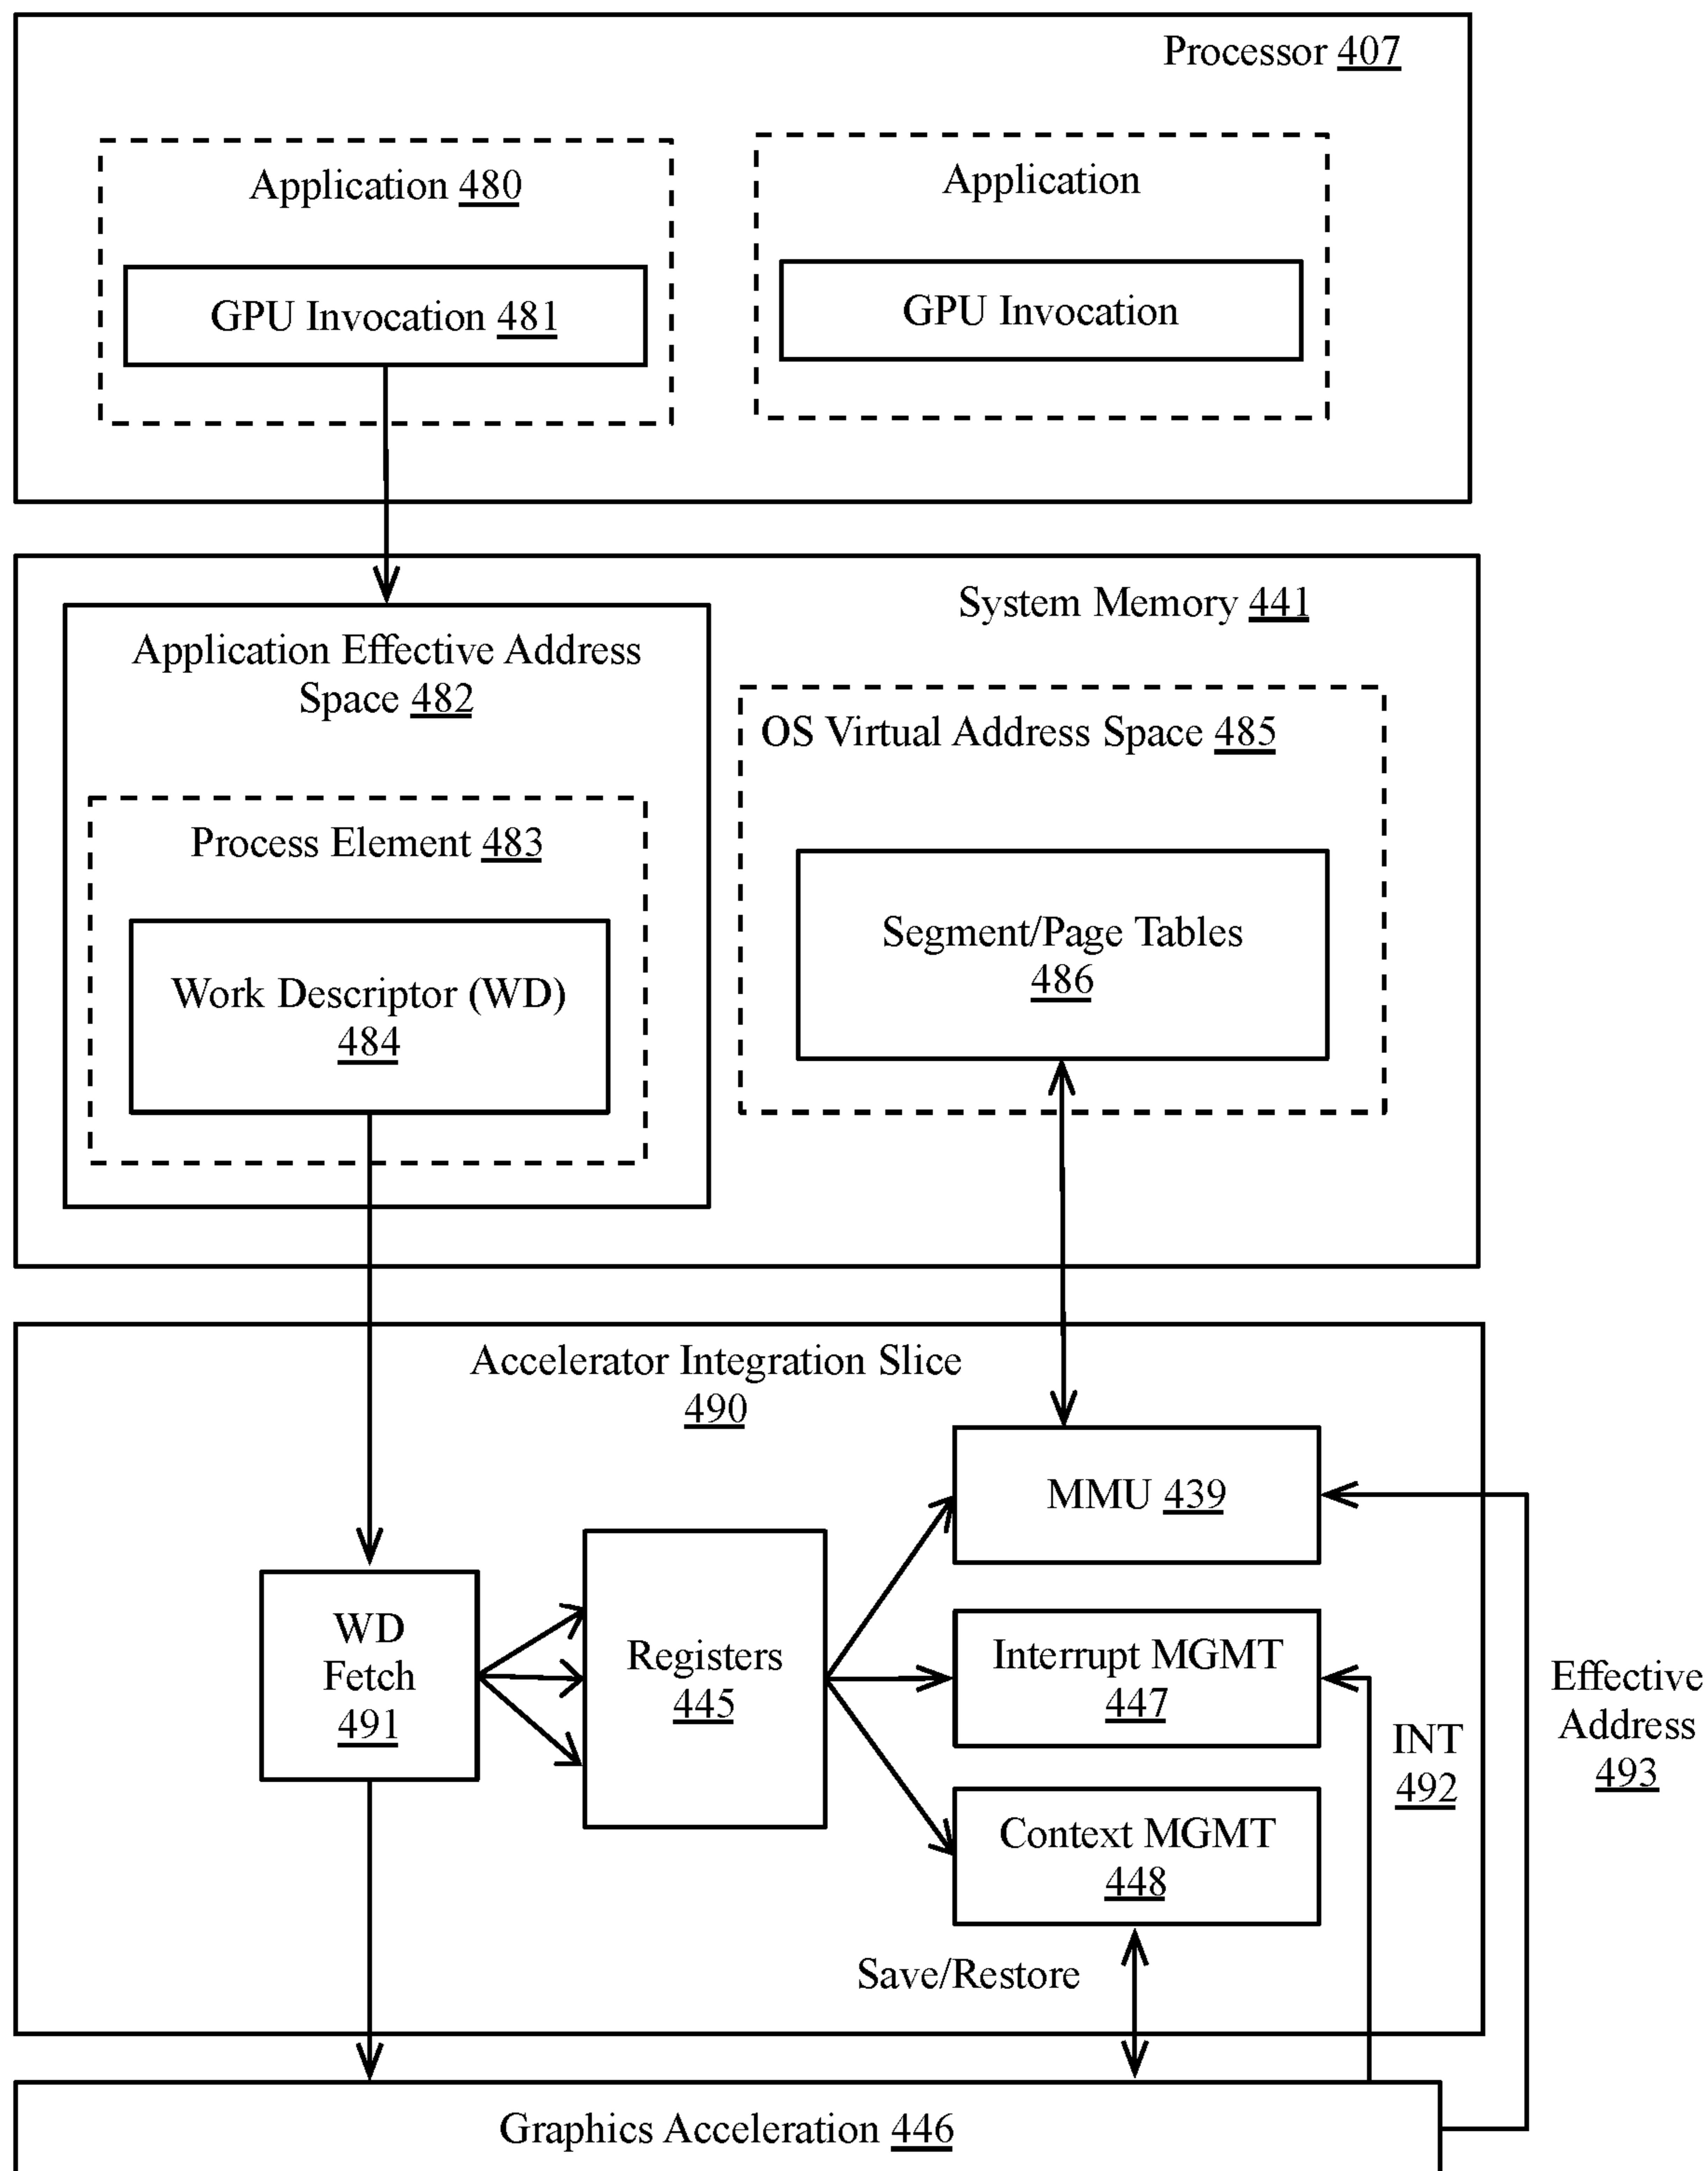 Processor 407
Application 480
Application
GPU Invocation 481
GPU Invocation
System Memory 441
Application Effective Address
Space 482
OS Virtual Address Space 485
Process Element 483
Segment/Page Tables
486
Work Descriptor (WD)
484
Accelerator Integration Slice
490
MMU 439
WD
Fetch
491
Registers
445
Interrupt MGMT
447
Effective
Address
493
INT
492
Context MGMT
448
Save/Restore
Graphics Acceleration 446